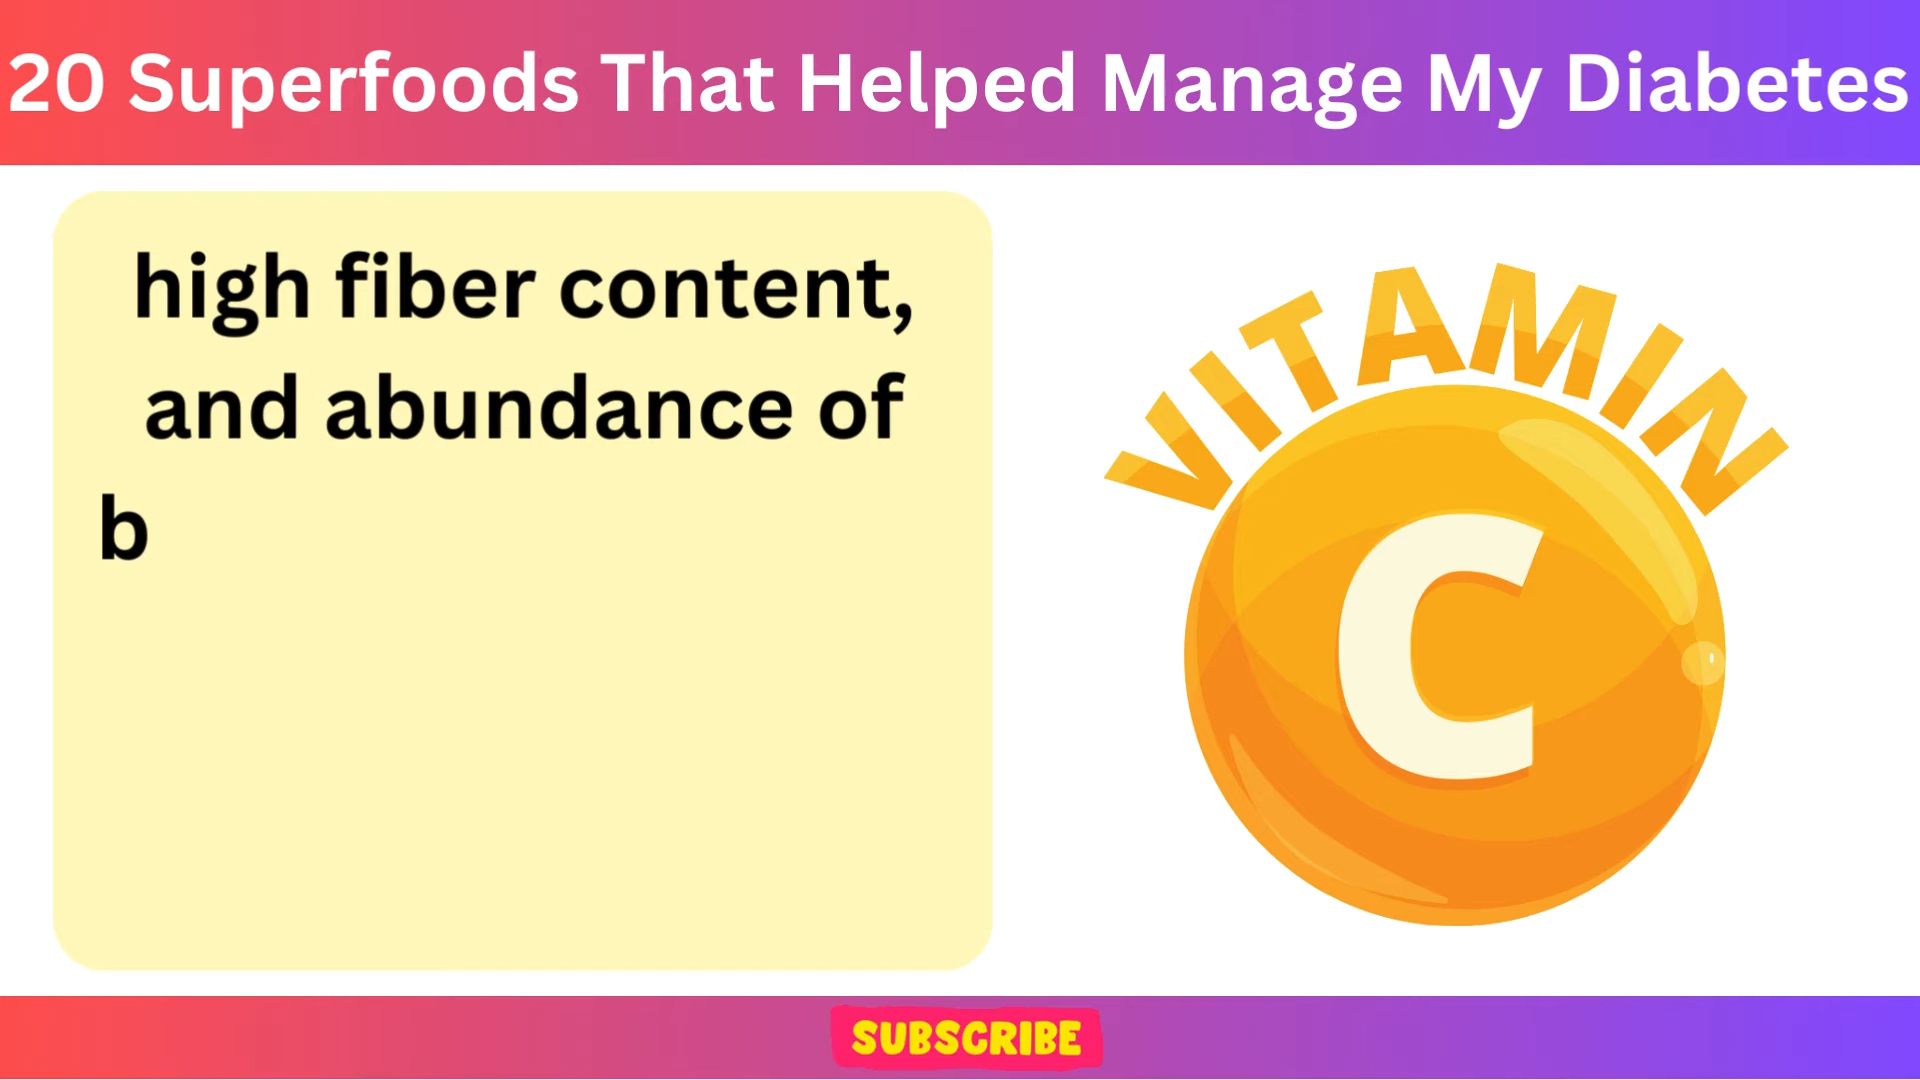 20 Superfoods That Helped Manage My Diabetes
high fiber content,
and abundance of
b
VITAMIN
C
SUBSCRIBE